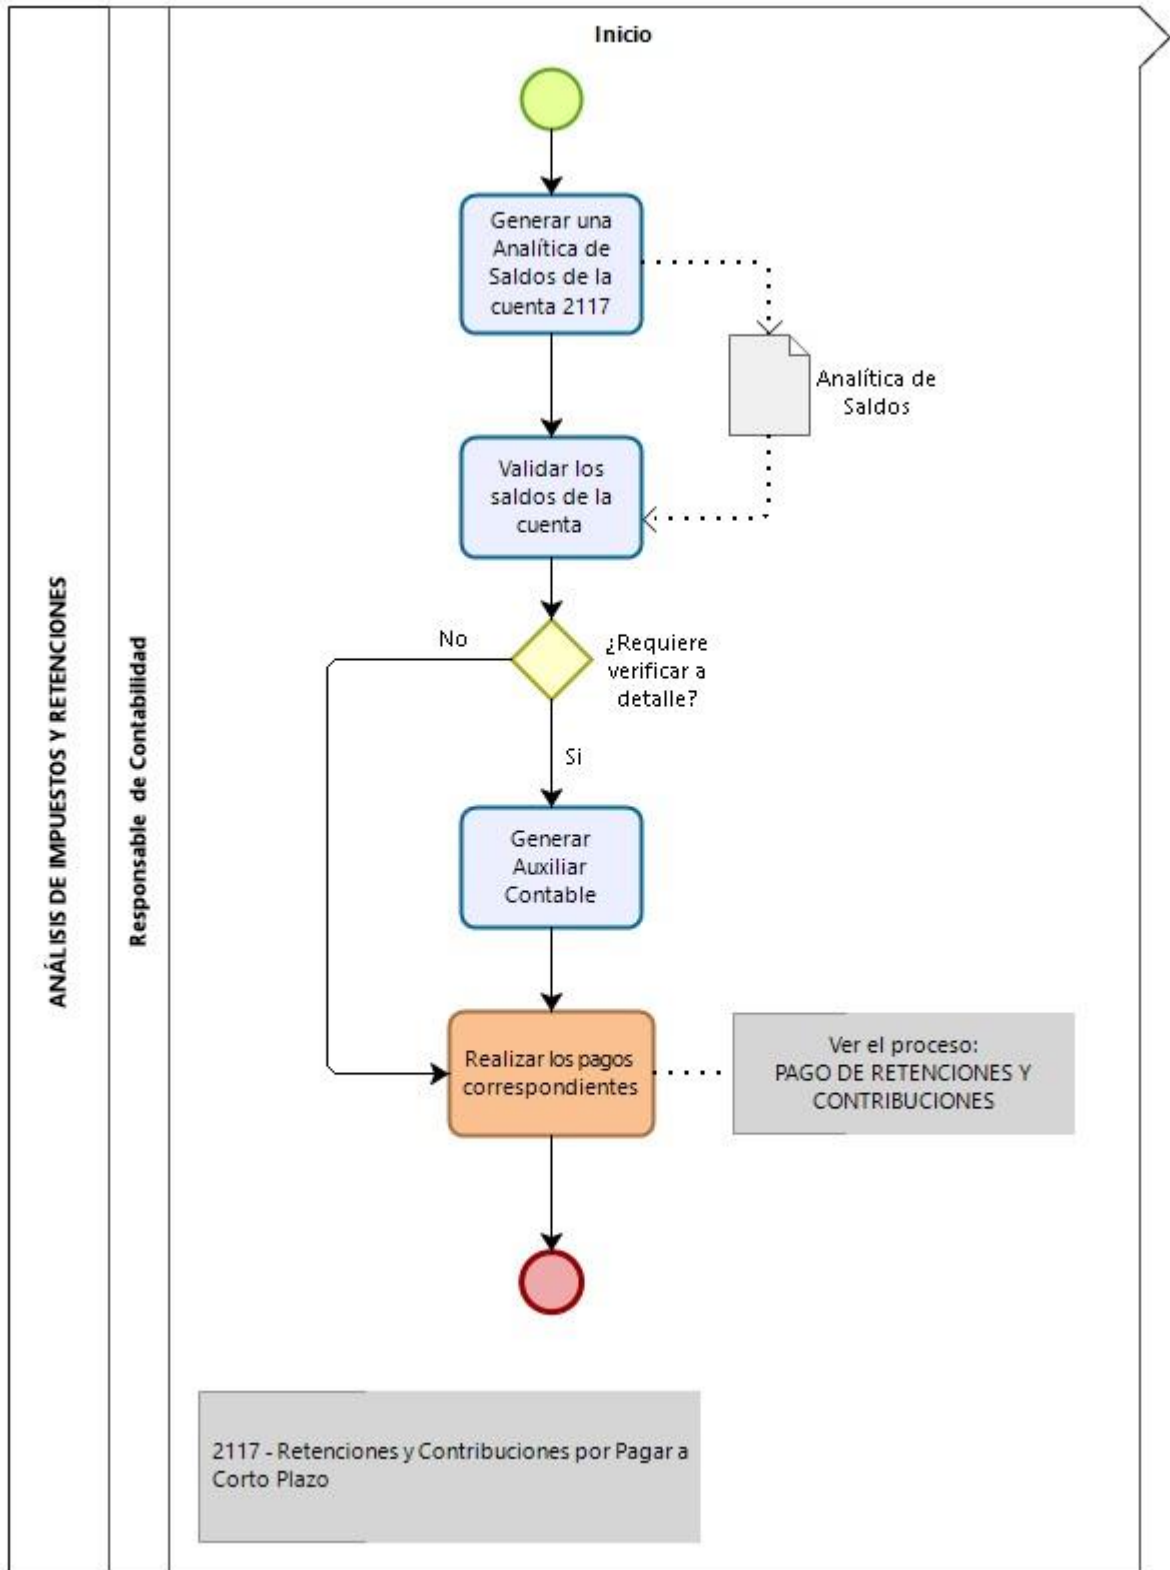 ANÁLISIS DE IMPUESTOS Y RETENCIONES
Responsable de Contabilidad
Inicio
Generar una
Analítica de
Saldos de la
cuenta 2117
Analítica de
Saldos
Validar los
saldos de la
cuenta
No
¿Requiere
verificar a
detalle?
Si
Generar
Auxiliar
Contable
Realizar los pagos
correspondientes
Ver el proceso:
PAGO DE RETENCIONES Y
CONTRIBUCIONES
2117 - Retenciones y Contribuciones por Pagar a
Corto Plazo